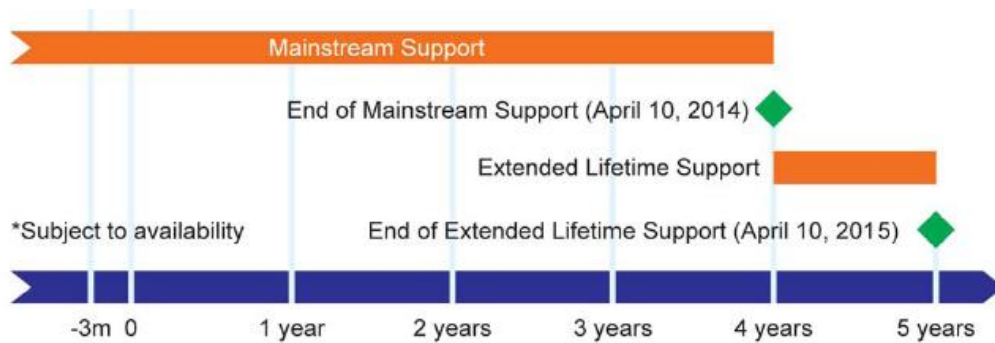 Mainstream Support
End of Mainstream Support (April 10, 2014)
Extended Lifetime Support
*Subject to availability
End of Extended Lifetime Support (April 10, 2015)
-3m 0 1 year 2 years 3 years 4 years 5 years